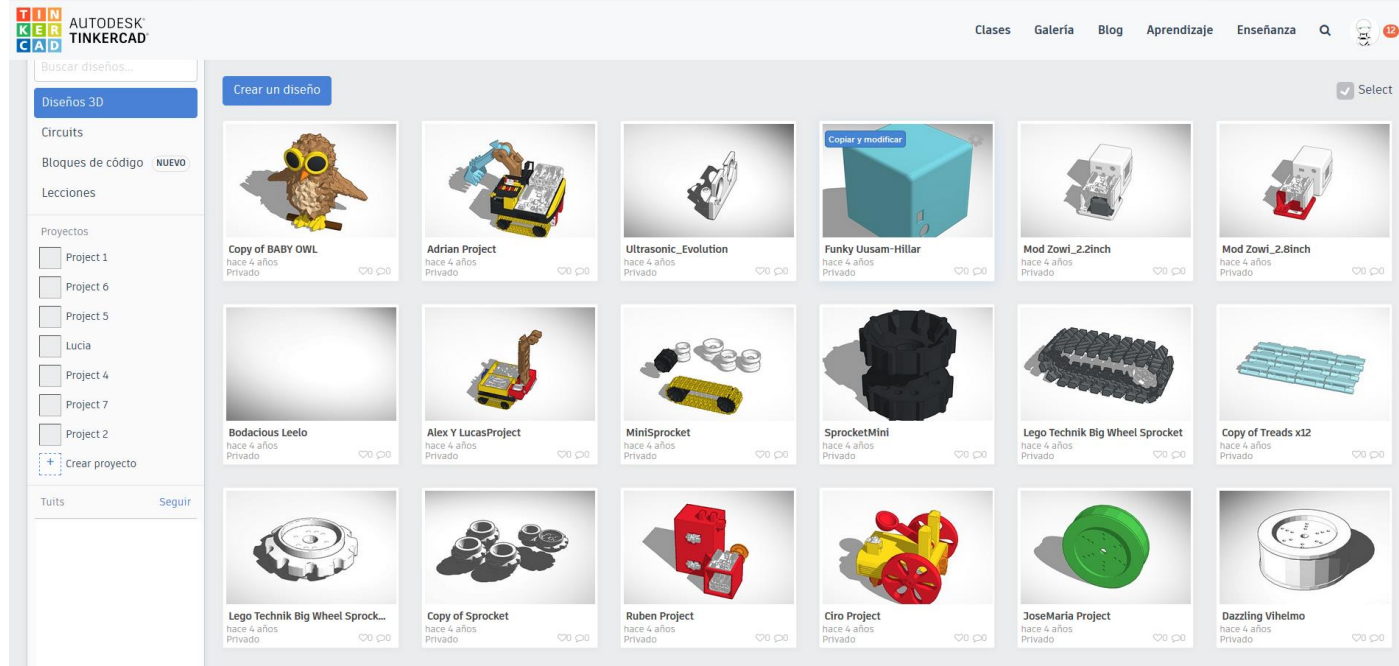 TIN
KER
CAD
AUTODESK
TINKERCAD
Clases Galería Blog Aprendizaje Enseñanza 12
Buscar diseños...
Diseños 3D
Circuits
Bloques de código NUEVO
Lecciones
Proyectos
Project 1
Project 6
Project 5
Lucia
Project 4
Project 7
Project 2
+ Crear proyecto
Tuits Seguir
Crear un diseño
Select
Copy of BABY OWL
hace 4 años
Privado 0 0
Adrian Project
hace 4 años
Privado 0 0
Ultrasonic_Evolution
hace 4 años
Privado 0 0
Copiar y modificar
Funky Uusam-Hillar
hace 4 años
Privado 0 0
Mod Zowi_2.2inch
hace 4 años
Privado 0 0
Mod Zowi_2.8inch
hace 4 años
Privado 0 0
Bodacious Leelo
hace 4 años
Privado 0 0
Alex Y LucasProject
hace 4 años
Privado 0 0
MiniSprocket
hace 4 años
Privado 0 0
SprocketMini
hace 4 años
Privado 0 0
Lego Technik Big Wheel Sprocket
hace 4 años
Privado 0 0
Copy of Treads x12
hace 4 años
Privado 0 0
Lego Technik Big Wheel Sprock...
hace 4 años
Privado 0 0
Copy of Sprocket
hace 4 años
Privado 0 0
Ruben Project
hace 4 años
Privado 0 0
Ciro Project
hace 4 años
Privado 0 0
JoseMaria Project
hace 4 años
Privado 0 0
Dazzling Vihelmo
hace 4 años
Privado 0 0